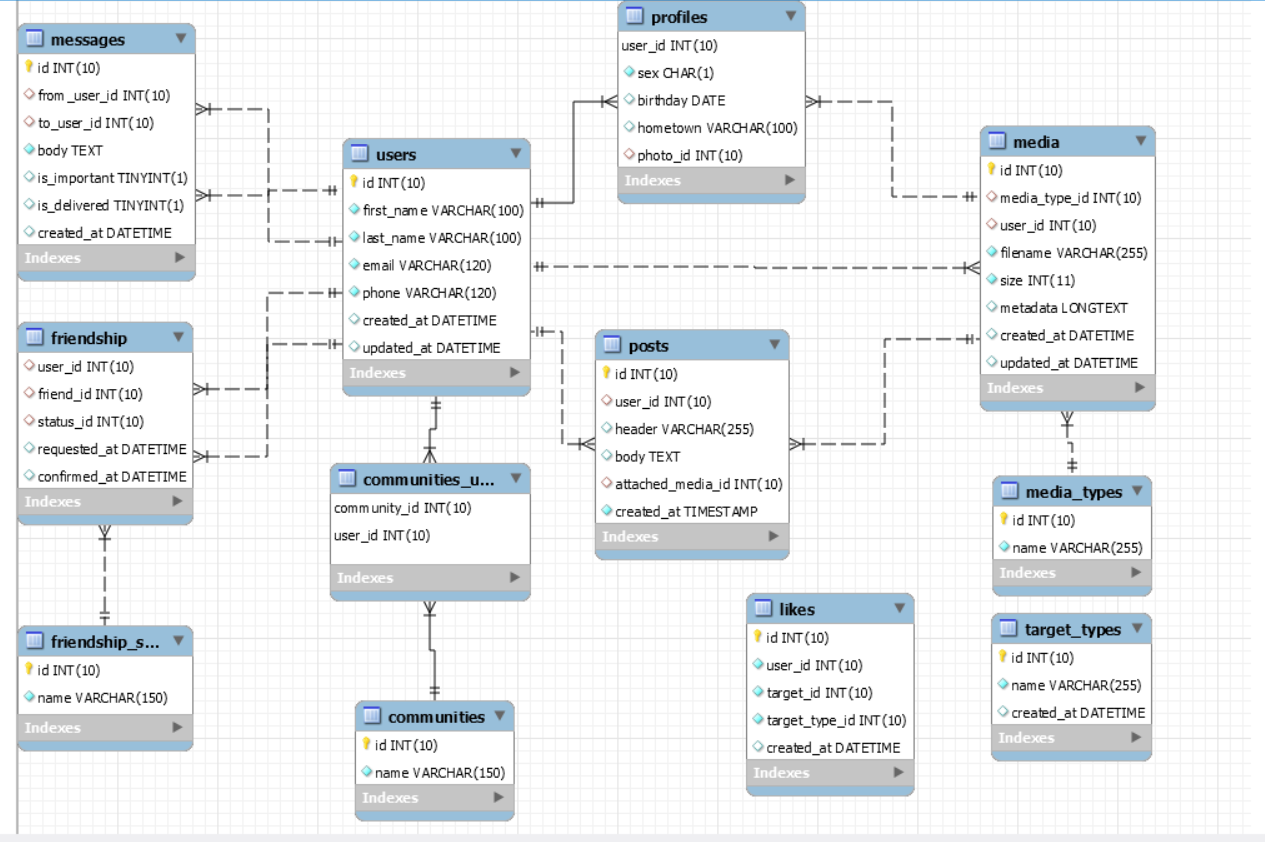 messages
id INT(10)
from_user_id INT(10)
to_user_id INT(10)
body TEXT
is_important TINYINT(1)
is_delivered TINYINT(1)
created_at DATETIME
Indexes
friendship
user_id INT(10)
friend_id INT(10)
status_id INT(10)
requested_at DATETIME
confirmed_at DATETIME
Indexes
friendship_s...
id INT(10)
name VARCHAR(150)
Indexes
users
id INT(10)
first_name VARCHAR(100)
last_name VARCHAR(100)
email VARCHAR(120)
phone VARCHAR(120)
created_at DATETIME
updated_at DATETIME
Indexes
communities_u...
community_id INT(10)
user_id INT(10)
Indexes
communities
id INT(10)
name VARCHAR(150)
Indexes
profiles
user_id INT(10)
sex CHAR(1)
birthday DATE
hometown VARCHAR(100)
photo_id INT(10)
Indexes
posts
id INT(10)
user_id INT(10)
header VARCHAR(255)
body TEXT
attached_media_id INT(10)
created_at TIMESTAMP
Indexes
likes
id INT(10)
user_id INT(10)
target_id INT(10)
target_type_id INT(10)
created_at DATETIME
Indexes
media
id INT(10)
media_type_id INT(10)
user_id INT(10)
filename VARCHAR(255)
size INT(11)
metadata LONGTEXT
created_at DATETIME
updated_at DATETIME
Indexes
media_types
id INT(10)
name VARCHAR(255)
Indexes
target_types
id INT(10)
name VARCHAR(255)
created_at DATETIME
Indexes